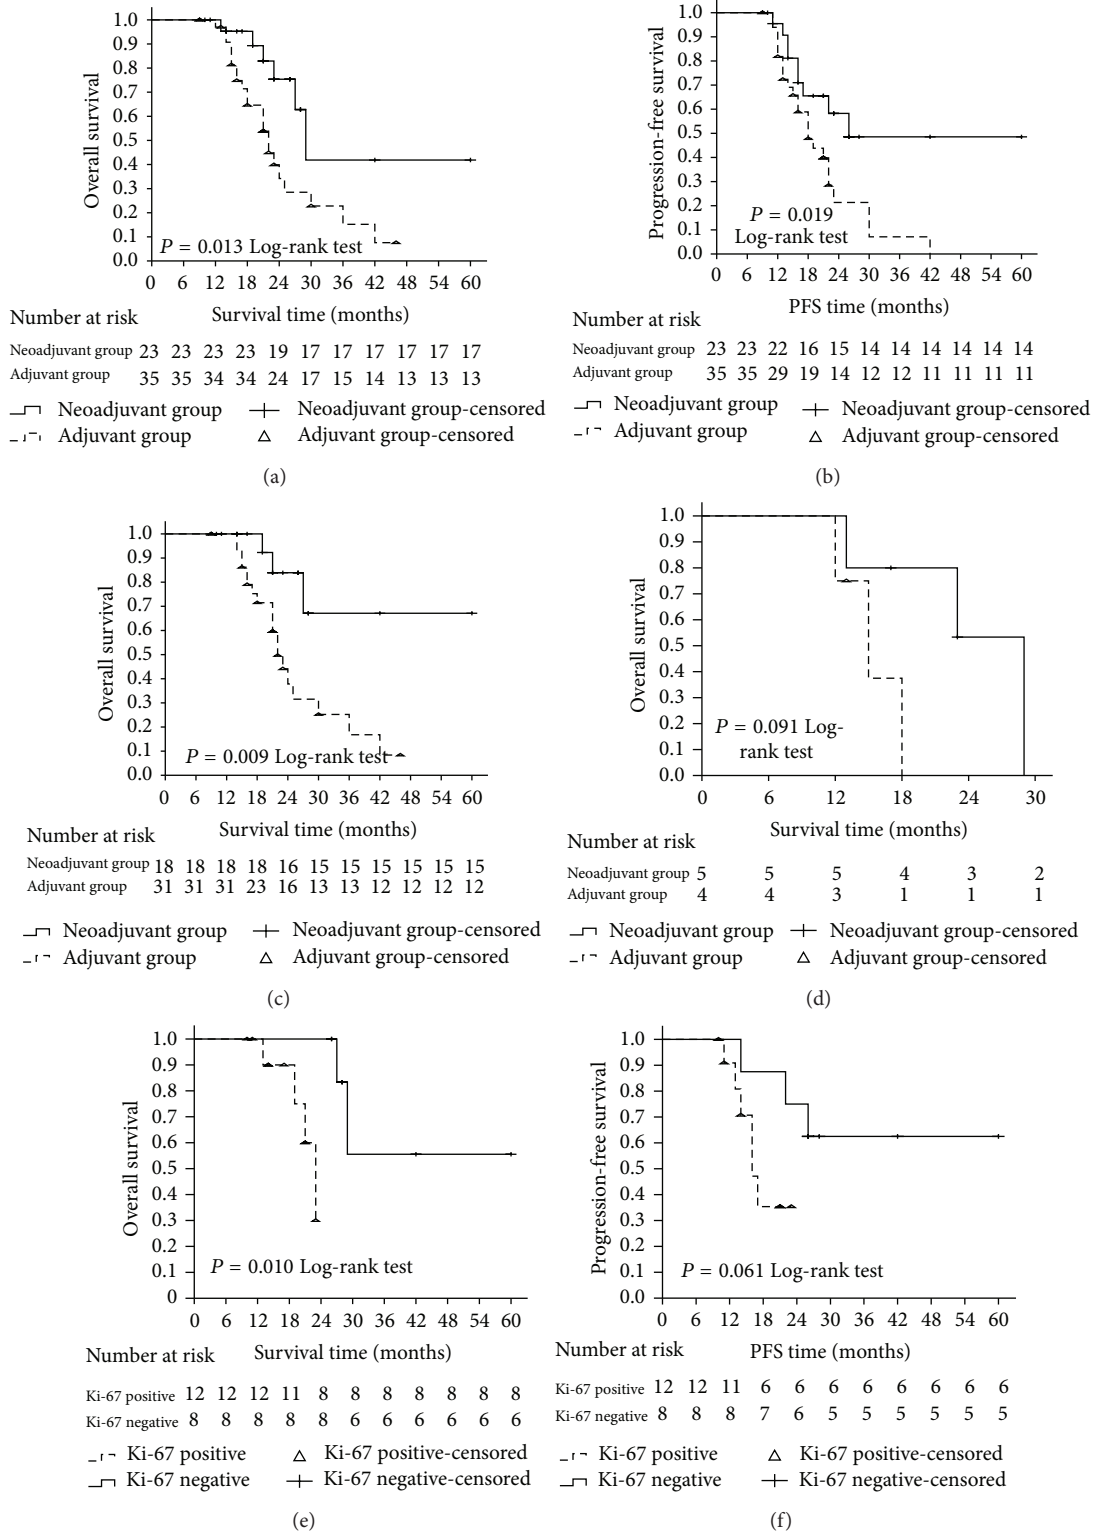 1.0
0.9
0.8
0.7
0.6
0.5
0.4
0.3
0.2
0.1
0.0
Overall survival
P = 0.013 Log-rank test
0 6 12 18 24 30 36 42 48 54 60
Survival time (months)
Number at risk
Neoadjuvant group 23 23 23 23 19 17 17 17 17 17 17
Adjuvant group 35 35 34 34 24 17 15 14 13 13 13
Neoadjuvant group
Neoadjuvant group-censored
Adjuvant group
Adjuvant group-censored
(a)
1.0
0.9
0.8
0.7
0.6
0.5
0.4
0.3
0.2
0.1
0.0
Progression-free survival
P = 0.019
Log-rank test
0 6 12 18 24 30 36 42 48 54 60
PFS time (months)
Number at risk
Neoadjuvant group 23 23 22 16 15 14 14 14 14 14 14
Adjuvant group 35 35 29 19 14 12 12 11 11 11 11
Neoadjuvant group
Neoadjuvant group-censored
Adjuvant group
Adjuvant group-censored
(b)
1.0
0.9
0.8
0.7
0.6
0.5
0.4
0.3
0.2
0.1
0.0
Overall survival
P = 0.009 Log-rank test
0 6 12 18 24 30 36 42 48 54 60
Survival time (months)
Number at risk
Neoadjuvant group 18 18 18 18 16 15 15 15 15 15 15
Adjuvant group 31 31 31 23 16 13 13 12 12 12 12
Neoadjuvant group
Neoadjuvant group-censored
Adjuvant group
Adjuvant group-censored
(c)
1.0
0.9
0.8
0.7
0.6
0.5
0.4
0.3
0.2
0.1
0.0
Overall survival
P = 0.091 Log-
rank test
0 6 12 18 24 30
Survival time (months)
Number at risk
Neoadjuvant group 5 5 5 4 3 2
Adjuvant group 4 4 3 1 1 1
Neoadjuvant group
Neoadjuvant group-censored
Adjuvant group
Adjuvant group-censored
(d)
1.0
0.9
0.8
0.7
0.6
0.5
0.4
0.3
0.2
0.1
0
Overall survival
P = 0.010 Log-rank test
0 6 12 18 24 30 36 42 48 54 60
Survival time (months)
Number at risk
Ki-67 positive 12 12 12 11 8 8 8 8 8 8 8
Ki-67 negative 8 8 8 8 8 6 6 6 6 6 6
Ki-67 positive
Ki-67 positive-censored
Ki-67 negative
Ki-67 negative-censored
(e)
1.0
0.9
0.8
0.7
0.6
0.5
0.4
0.3
0.2
0.1
0.0
Progression-free survival
P = 0.061 Log-rank test
0 6 12 18 24 30 36 42 48 54 60
PFS time (months)
Number at risk
Ki-67 positive 12 12 11 6 6 6 6 6 6 6 6
Ki-67 negative 8 8 8 7 6 5 5 5 5 5 5
Ki-67 positive
Ki-67 positive-censored
Ki-67 negative
Ki-67 negative-censored
(f)